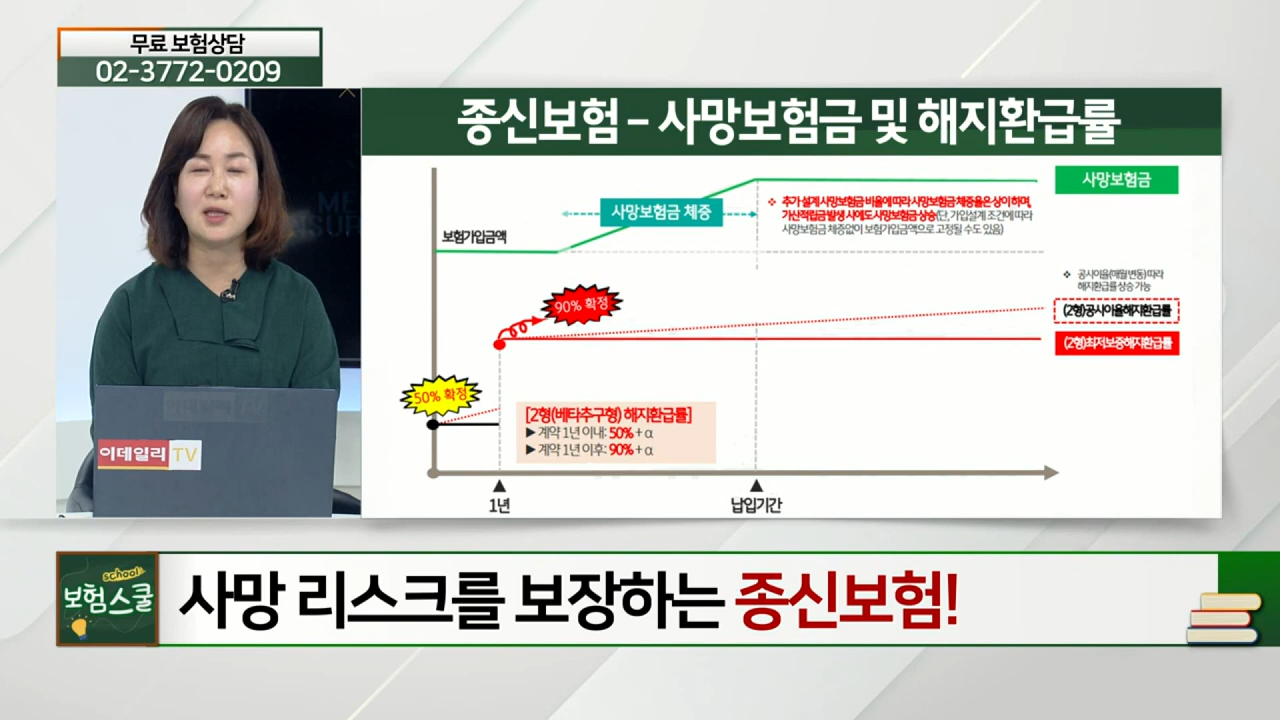 무료 보험상담
02-3772-0209
종신보험 – 사망보험금 및 해지환급률
사망보험금
사망보험금 체증
❖ 추가 설계 사망보험금 비율에 따라 사망보험금 체증율은 상이하며,
가산적립금 발생 시에도 사망보험금 상승(단, 가입설계 조건에 따라
사망보험금 체증없이 보험가입금액으로 고정될 수도 있음)
보험가입금액
❖ 공시이율(매월 변동) 따라
해지환급률 상승 가능
90% 확정
(2형)공시이율해지환급률
(2형)최저보증해지환급률
50% 확정
[2형(베타추구형) 해지환급률]
▶ 계약 1년 이내: 50% + α
▶ 계약 1년 이후: 90% + α
1년
납입기간
이데일리 TV
school
보험스쿨
사망 리스크를 보장하는 종신보험!